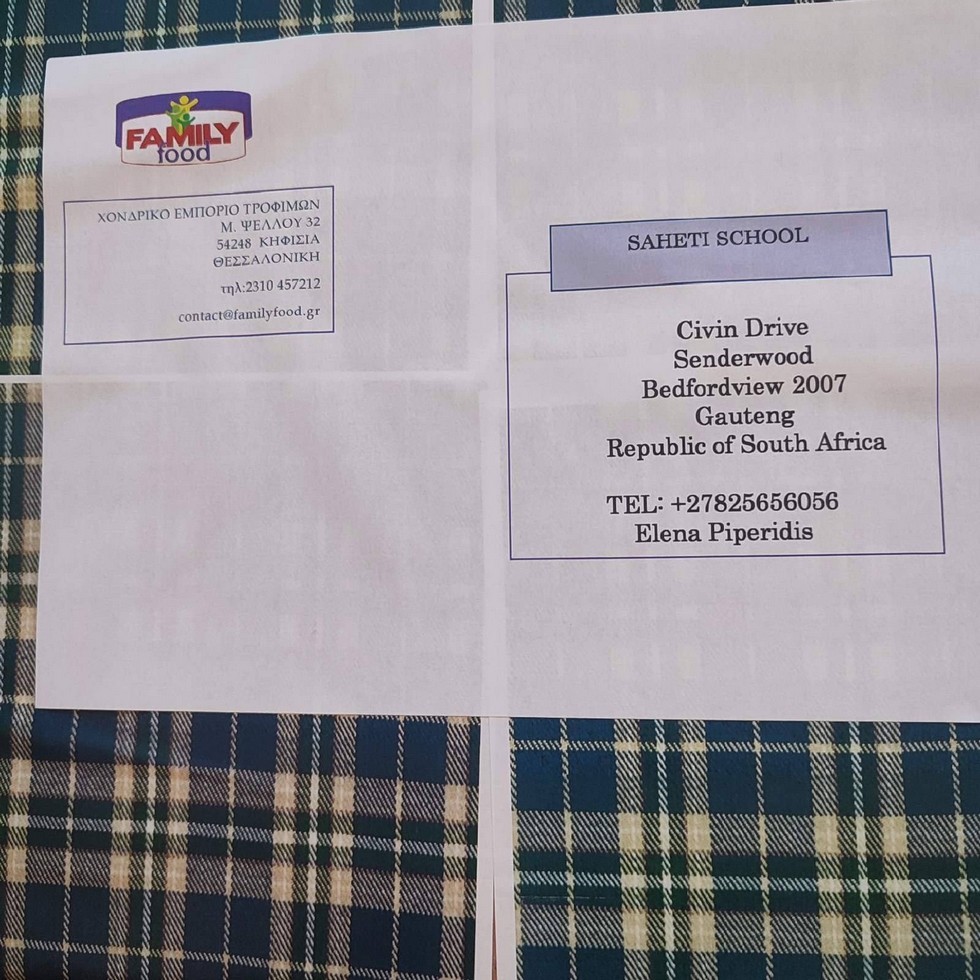 FAMILY
food
ΧΟΝΔΡΙΚΟ ΕΜΠΟΡΙΟ ΤΡΟΦΙΜΩΝ
Μ. ΨΕΛΛΟΥ 32
54248 ΚΗΦΙΣΙΑ
ΘΕΣΣΑΛΟΝΙΚΗ
τηλ:2310 457212
contact@familyfood.gr
SAHETI SCHOOL
Civin Drive
Senderwood
Bedfordview 2007
Gauteng
Republic of South Africa
TEL: +27825656056
Elena Piperidis